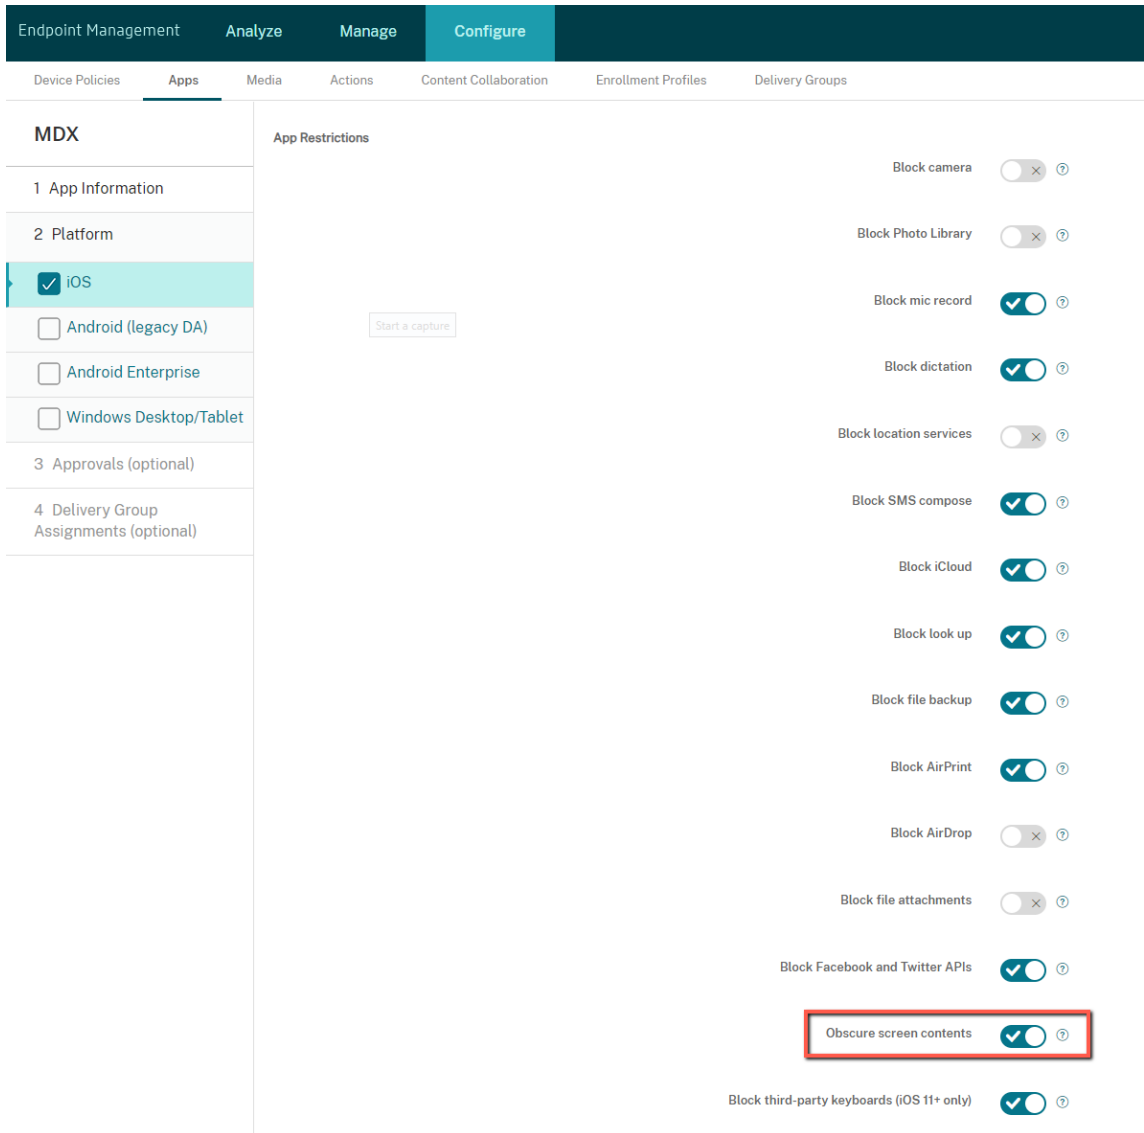 Endpoint Management Analyze Manage Configure
Device Policies Apps Media Actions Content Collaboration Enrollment Profiles Delivery Groups
MDX
1 App Information
2 Platform
iOS
Android (legacy DA)
Android Enterprise
Windows Desktop/Tablet
3 Approvals (optional)
4 Delivery Group
Assignments (optional)
App Restrictions
Block camera
Block Photo Library
Block mic record
Start a capture
Block dictation
Block location services
Block SMS compose
Block iCloud
Block look up
Block file backup
Block AirPrint
Block AirDrop
Block file attachments
Block Facebook and Twitter APIs
Obscure screen contents
Block third-party keyboards (iOS 11+ only)